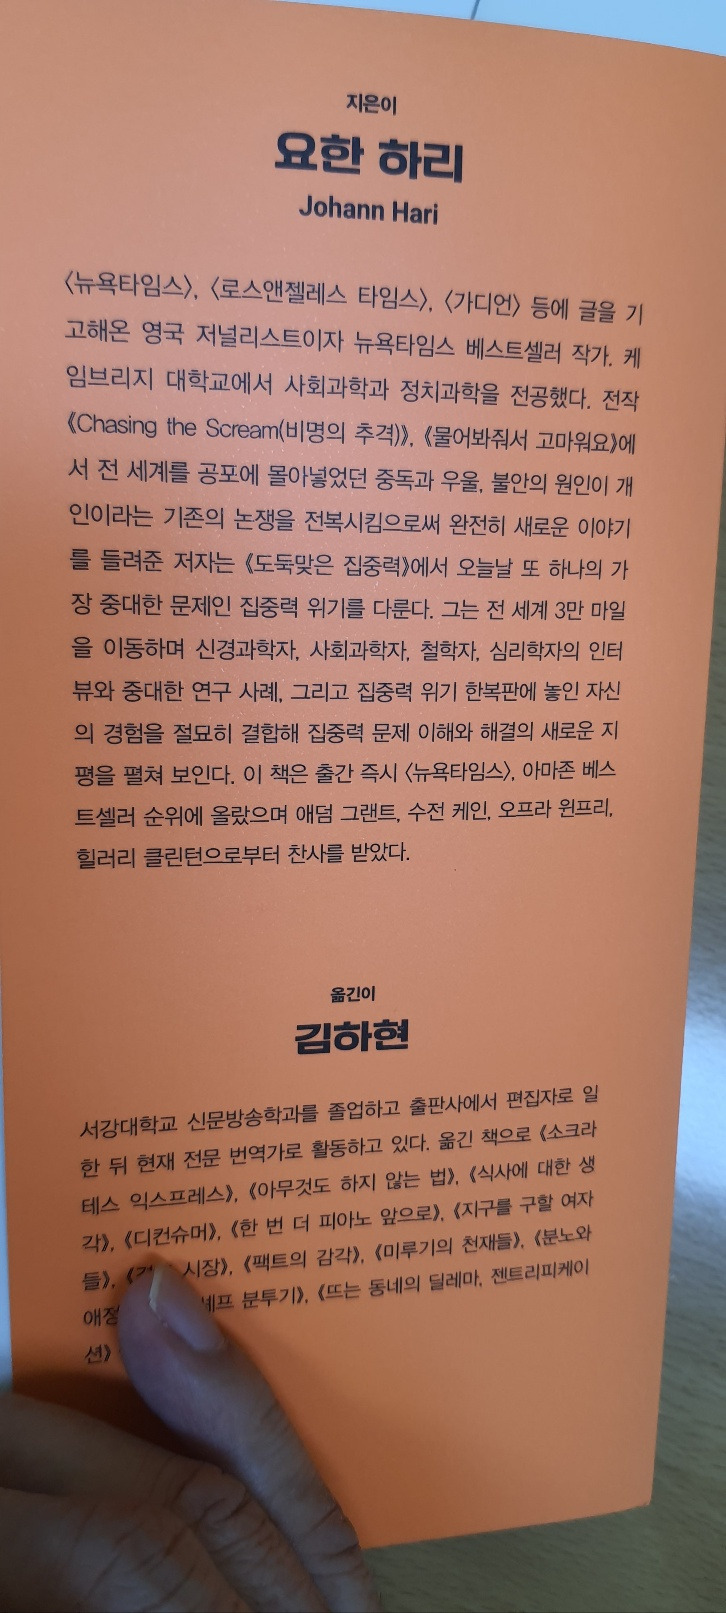 지은이
요한 하리
Johann Hari
〈뉴욕타임스〉, 〈로스앤젤레스 타임스〉, 〈가디언〉 등에 글을 기
고해온 영국 저널리스트이자 뉴욕타임스 베스트셀러 작가. 케
임브리지 대학교에서 사회과학과 정치과학을 전공했다. 전작
《Chasing the Scream(비명의 추격)》, 《물어봐줘서 고마워요》에
서 전 세계를 공포에 몰아넣었던 중독과 우울, 불안의 원인이 개
인이라는 기존의 논쟁을 전복시킴으로써 완전히 새로운 이야기
를 들려준 저자는 《도둑맞은 집중력》에서 오늘날 또 하나의 가
장 중대한 문제인 집중력 위기를 다룬다. 그는 전 세계 3만 마일
을 이동하며 신경과학자, 사회과학자, 철학자, 심리학자의 인터
뷰와 중대한 연구 사례, 그리고 집중력 위기 한복판에 놓인 자신
의 경험을 절묘히 결합해 집중력 문제 이해와 해결의 새로운 지
평을 펼쳐 보인다. 이 책은 출간 즉시 〈뉴욕타임스〉, 아마존 베스
트셀러 순위에 올랐으며 애덤 그랜트, 수전 케인, 오프라 윈프리,
힐러리 클린턴으로부터 찬사를 받았다.
옮긴이
김하현
서강대학교 신문방송학과를 졸업하고 출판사에서 편집자로 일
한 뒤 현재 전문 번역가로 활동하고 있다. 옮긴 책으로 《소크라
테스 익스프레스》, 《아무것도 하지 않는 법》, 《식사에 대한 생
각》, 《디컨슈머》, 《한 번 더 피아노 앞으로》, 《지구를 구할 여자
들》, 시장》, 《팩트의 감각》, 《미루기의 천재들》, 《분노와
애정 셰프 분투기》, 《뜨는 동네의 딜레마, 젠트리피케이
션》